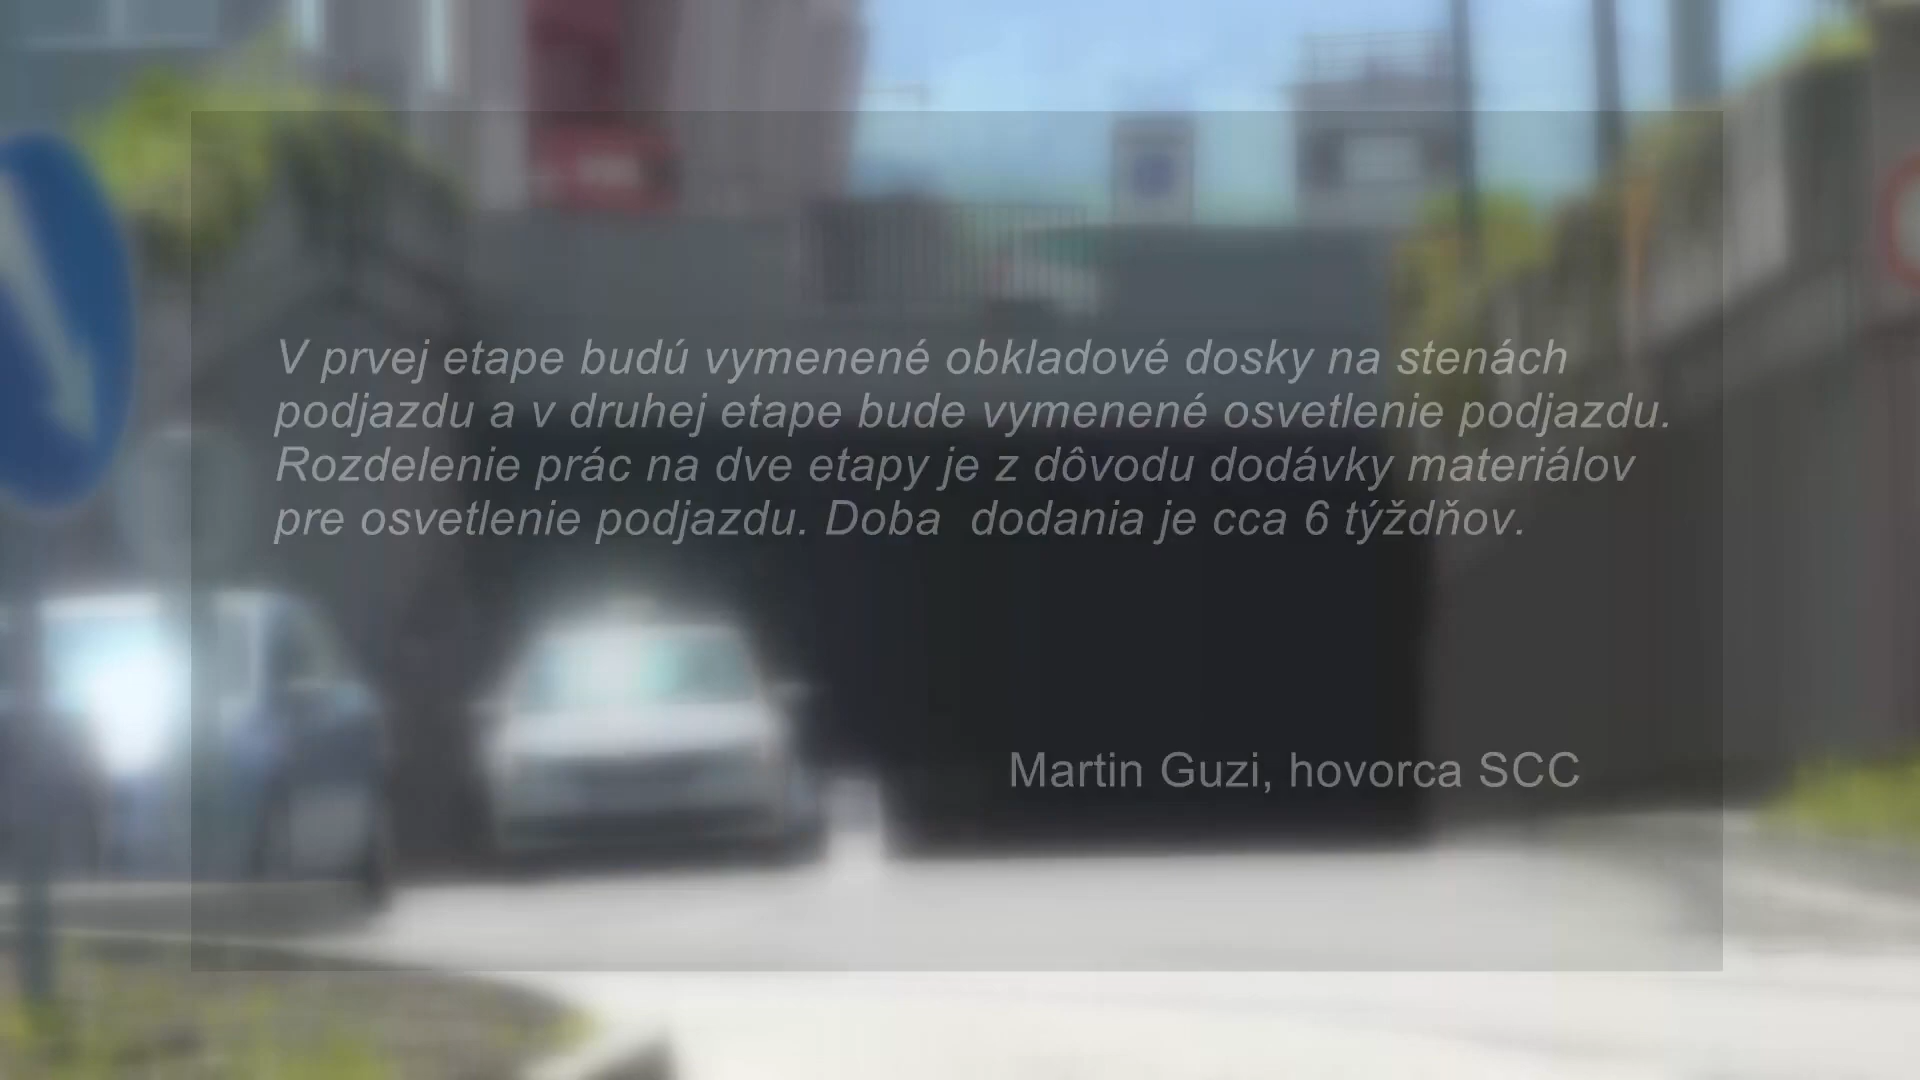 V prvej etape budú vymenené obkladové dosky na stenách
podjazdu a v druhej etape bude vymenené osvetlenie podjazdu.
Rozdelenie prác na dve etapy je z dôvodu dodávky materiálov
pre osvetlenie podjazdu. Doba  dodania je cca 6 týždňov.
Martin Guzi, hovorca SCC